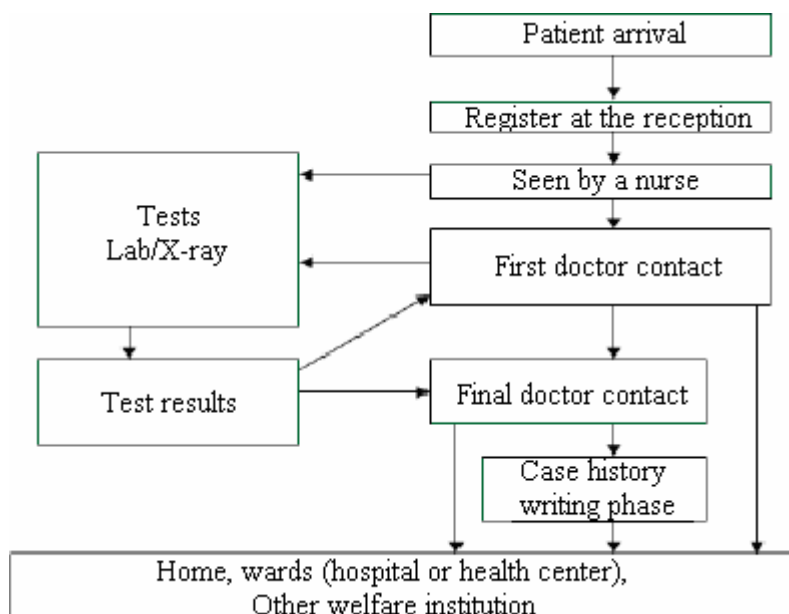 Patient arrival
Register at the reception
Seen by a nurse
Tests
Lab/X-ray
First doctor contact
Test results
Final doctor contact
Case history
writing phase
Home, wards (hospital or health center),
Other welfare institution